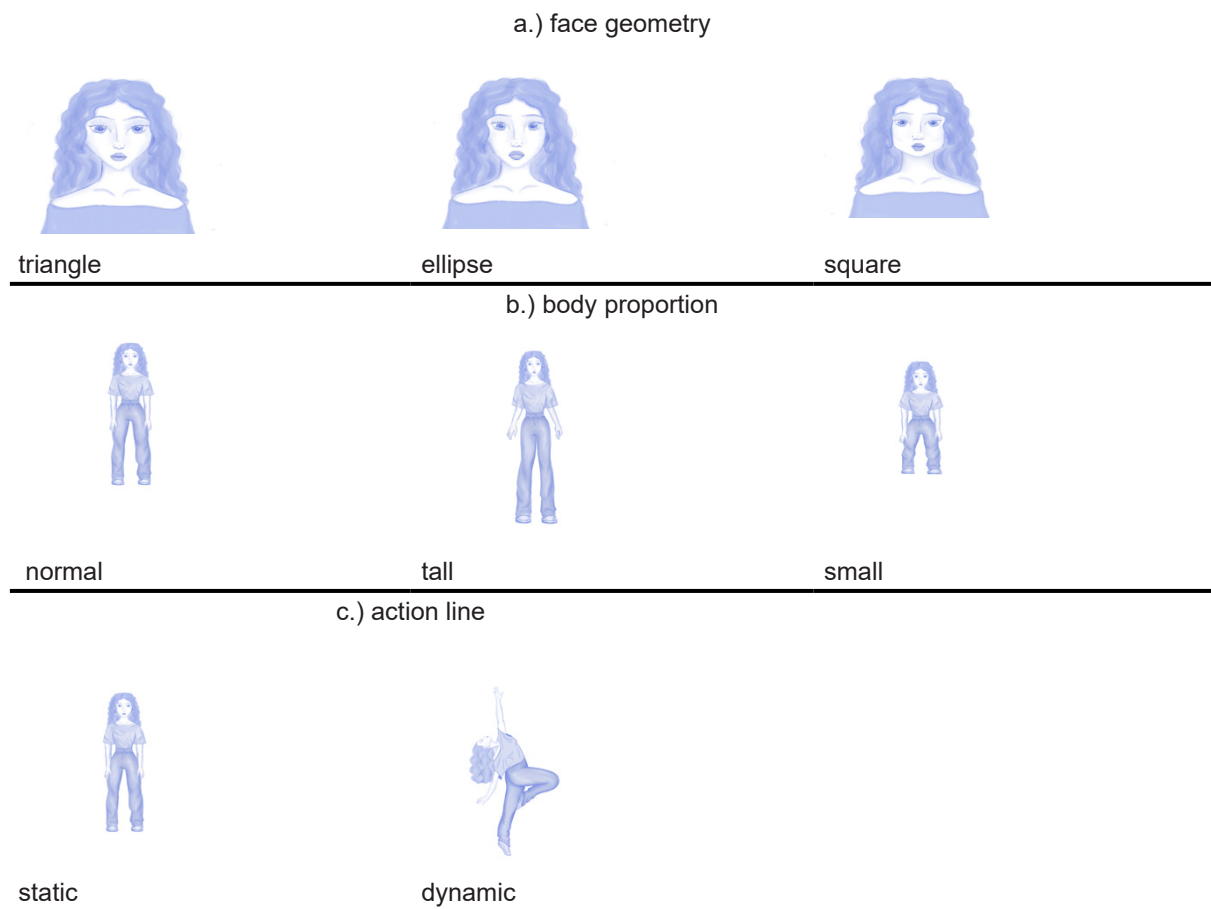 a.) face geometry
triangle
ellipse
square
b.) body proportion
normal
tall
small
c.) action line
static
dynamic